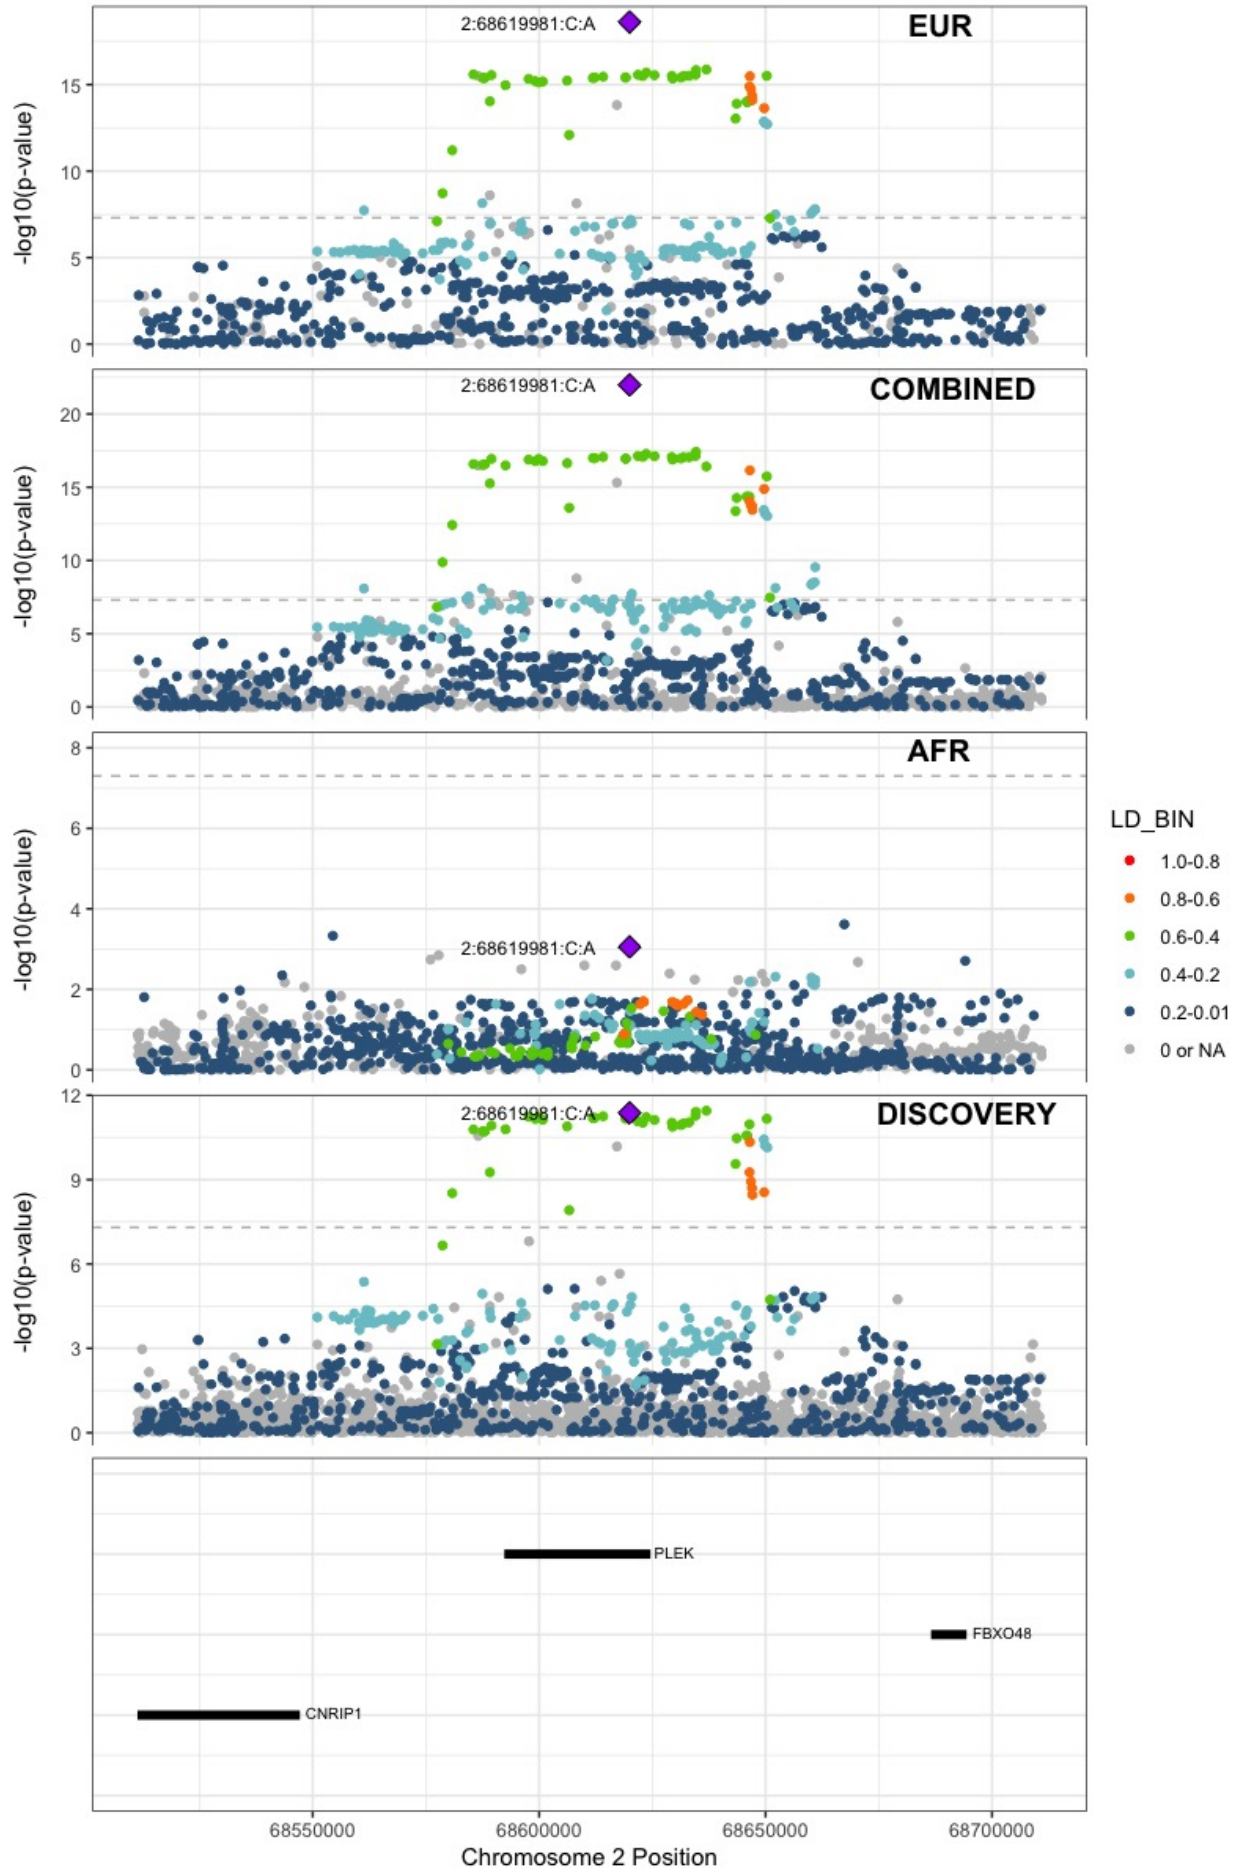 2:68619981:C:A
EUR
15
10
5
0
-log10(p-value)
2:68619981:C:A
COMBINED
20
15
10
5
0
-log10(p-value)
2:68619981:C:A
AFR
8
6
4
2
0
-log10(p-value)
2:68619981:C:A
DISCOVERY
12
9
6
3
0
-log10(p-value)
LD_BIN
1.0-0.8
0.8-0.6
0.6-0.4
0.4-0.2
0.2-0.01
0 or NA
PLEK
FBXO48
CNRIP1
68550000 68600000 68650000 68700000
Chromosome 2 Position